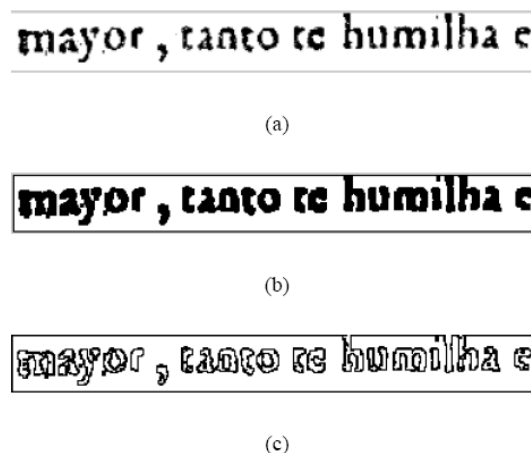 mayor , tanto te humilha e
(a)
mayor , tanto te humilha e
(b)
mayor , tanto te humilha e
(c)